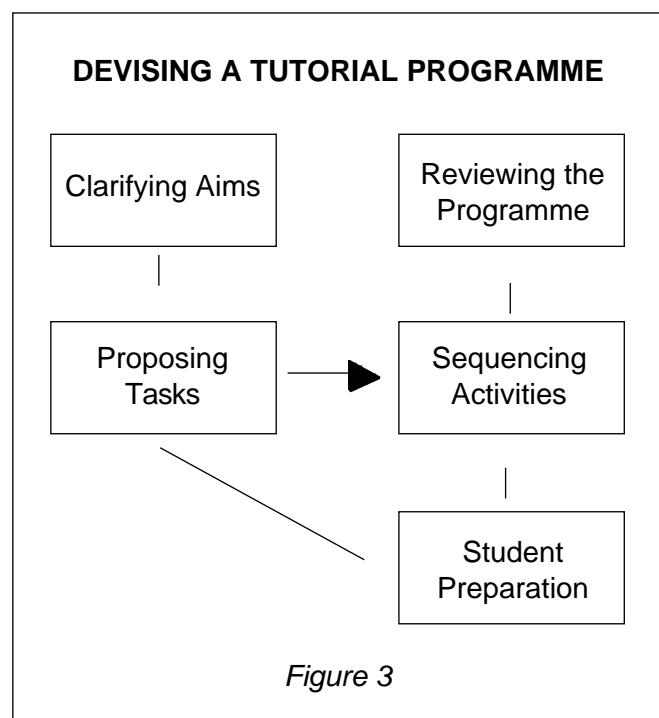 DEVISING A TUTORIAL PROGRAMME
Clarifying Aims
Reviewing the
Programme
Proposing
Tasks
Sequencing
Activities
Student
Preparation
Figure 3